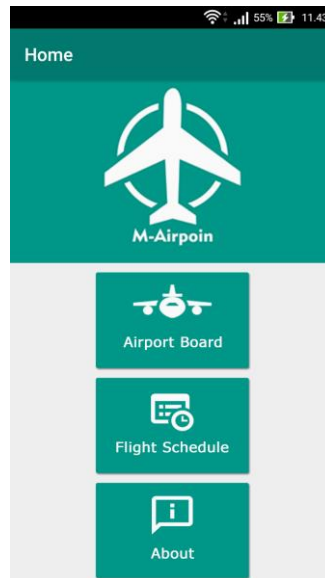 55% 11.43
Home
M-Airpoin
Airport Board
Flight Schedule
About